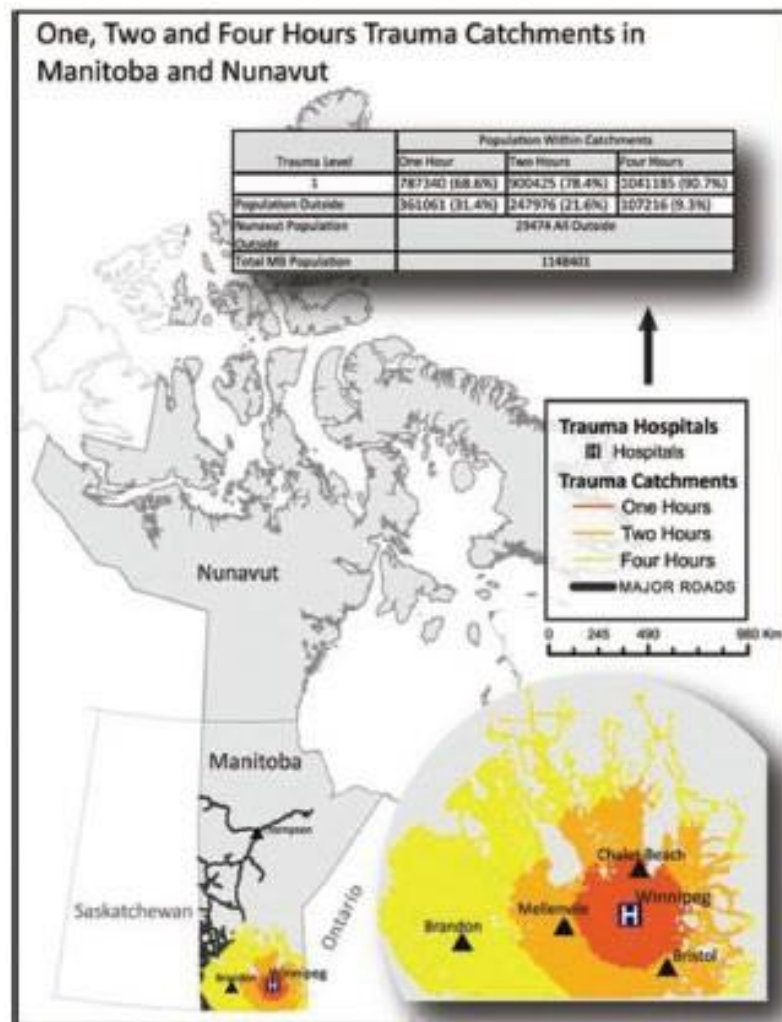 One, Two and Four Hours Trauma Catchments in
Manitoba and Nunavut
Population Within Catchments
Trauma Level One Hour Two Hours Four Hours
1 787340 (68.6%) 900425 (78.4%) 1041185 (90.7%)
Population Outside 361061 (31.4%) 247976 (21.6%) 107216 (9.3%)
Nunavut Population
Outside
29474 All Outside
Total MB Population 1148401
Trauma Hospitals
H Hospitals
Trauma Catchments
One Hours
Two Hours
Four Hours
MAJOR ROADS
0 245 490 980 Km
Nunavut
Manitoba
Thompson
Saskatchewan
Ontario
Brandon
Winnipeg
H
Chalet Beach
Winnipeg
H
Mellenville
Brandon
Bristol